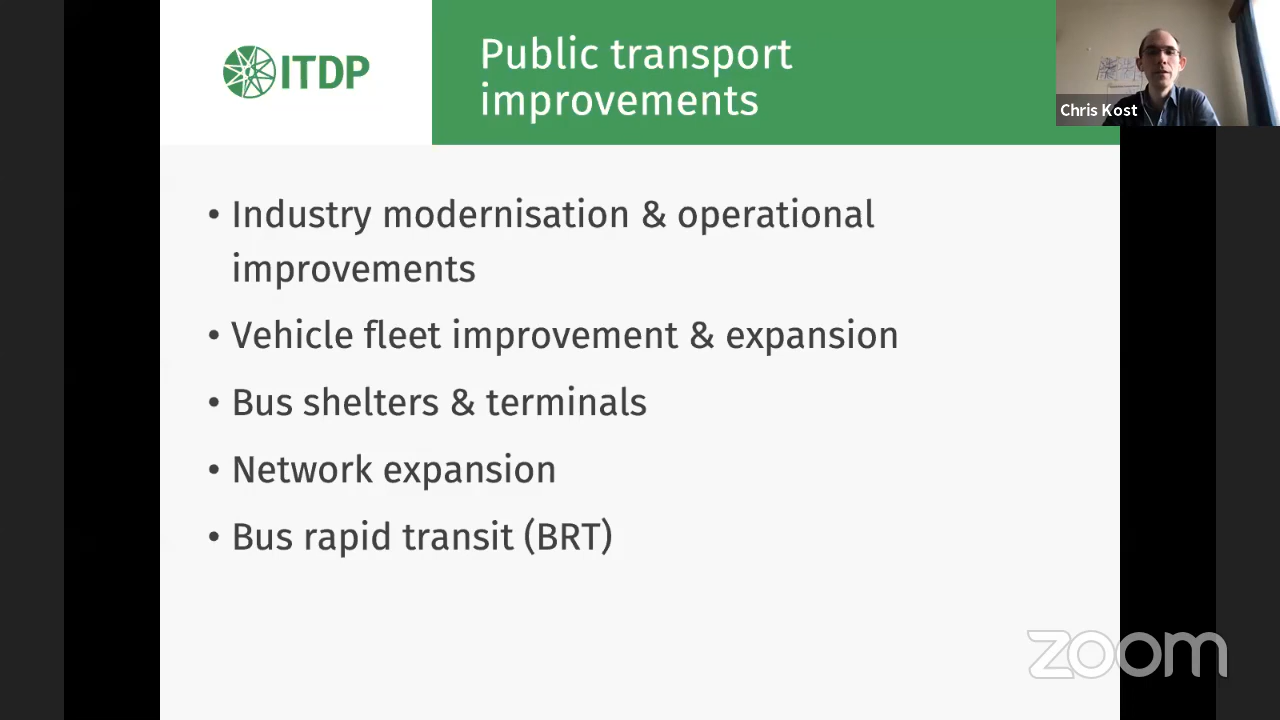 ITDP
Public transport
improvements
Chris Kost
• Industry modernisation & operational
improvements
• Vehicle fleet improvement & expansion
• Bus shelters & terminals
• Network expansion
• Bus rapid transit (BRT)
zoom